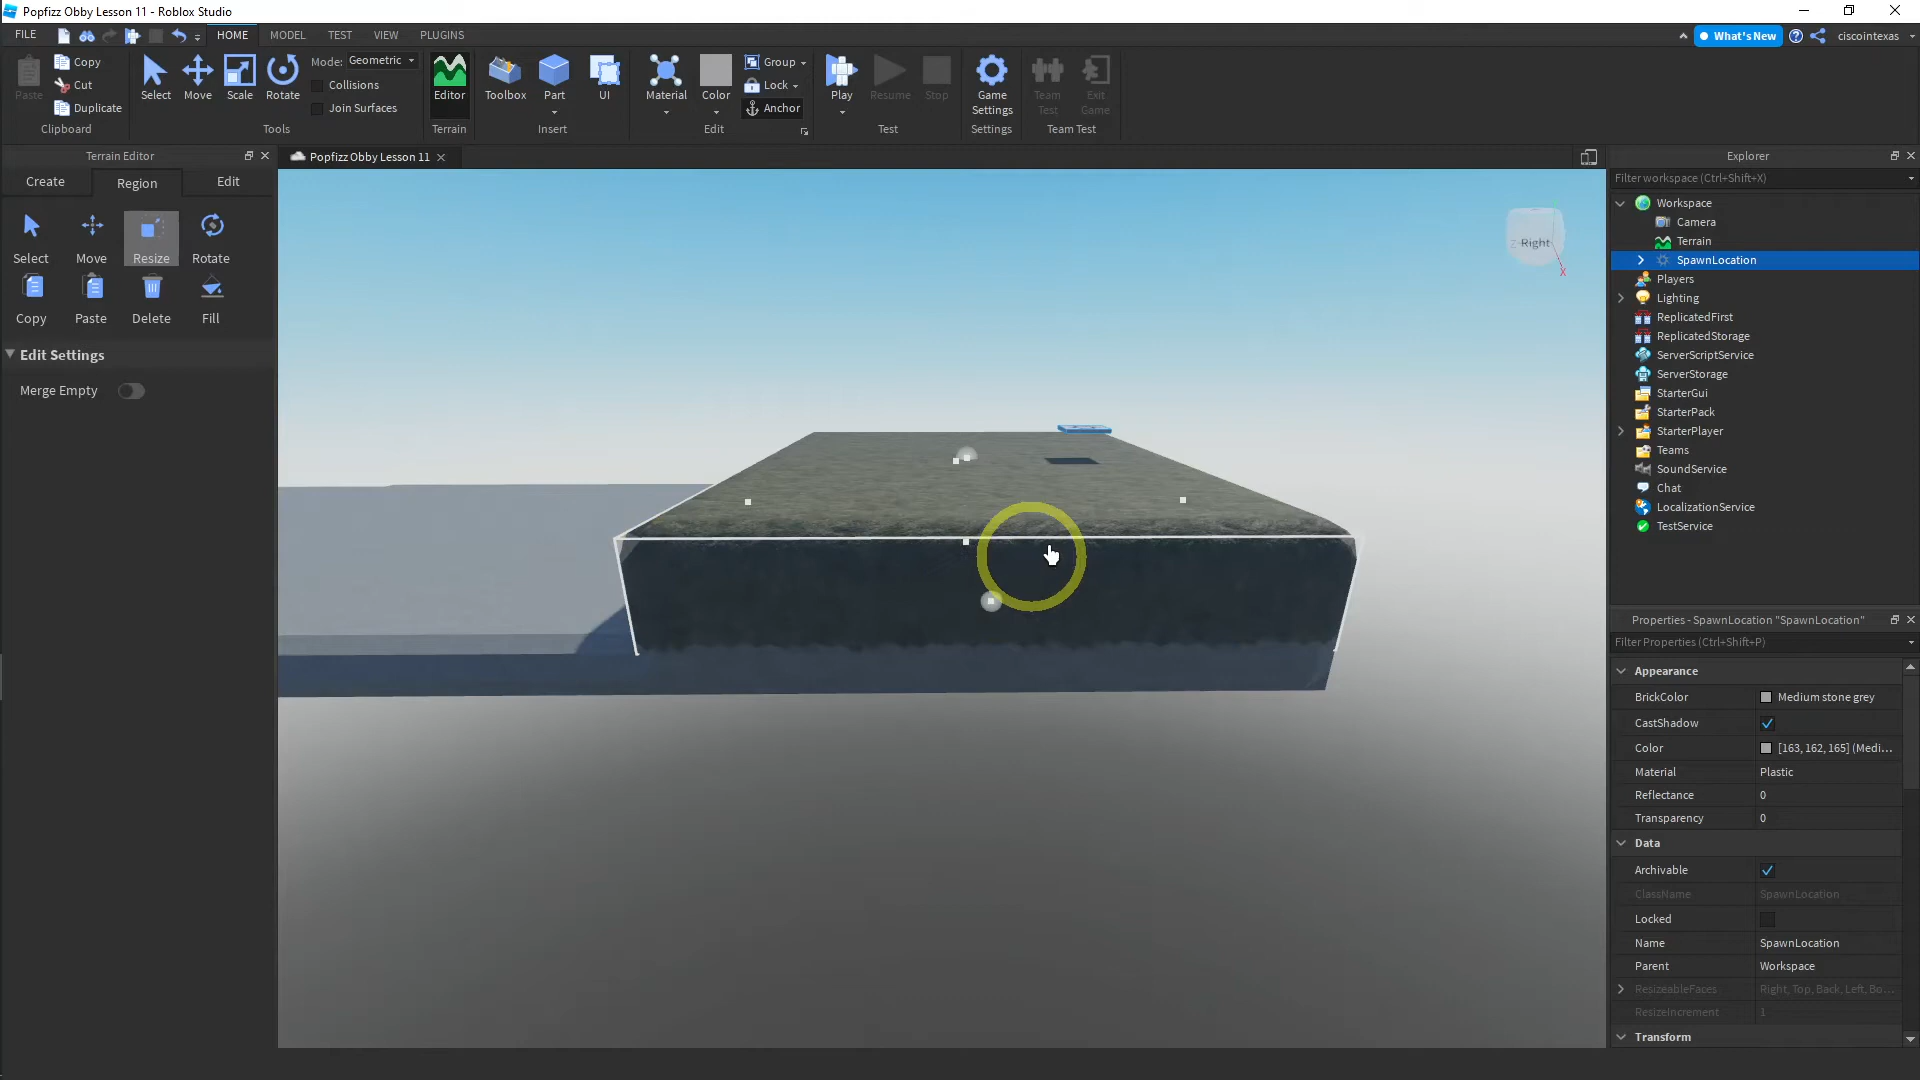 Popfizz Obby Lesson 11 - Roblox Studio
FILE
HOME
MODEL
TEST
VIEW
PLUGINS
What's New
ciscointexas
Paste
Copy
Cut
Duplicate
Clipboard
Select
Move
Scale
Rotate
Mode: Geometric
Collisions
Join Surfaces
Tools
Editor
Terrain
Toolbox
Part
UI
Insert
Material
Color
Group
Lock
Anchor
Edit
Play
Resume
Stop
Test
Game
Settings
Settings
Team
Test
Exit
Game
Team Test
Terrain Editor
Create
Region
Edit
Select
Move
Resize
Rotate
Copy
Paste
Delete
Fill
Edit Settings
Merge Empty
Popfizz Obby Lesson 11
Right
Z
X
Explorer
Filter workspace (Ctrl+Shift+X)
Workspace
Camera
Terrain
SpawnLocation
Players
Lighting
ReplicatedFirst
ReplicatedStorage
ServerScriptService
ServerStorage
StarterGui
StarterPack
StarterPlayer
Teams
SoundService
Chat
LocalizationService
TestService
Properties - SpawnLocation "SpawnLocation"
Filter Properties (Ctrl+Shift+P)
Appearance
BrickColor Medium stone grey
CastShadow
Color [163, 162, 165] (Medi...
Material Plastic
Reflectance 0
Transparency 0
Data
Archivable
ClassName SpawnLocation
Locked
Name SpawnLocation
Parent Workspace
ResizeableFaces Right, Top, Back, Left, Bo...
ResizeIncrement 1
Transform